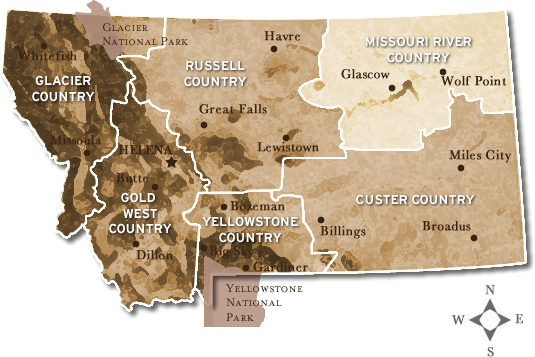 GLACIER
NATIONAL PARK
Havre
MISSOURI RIVER
COUNTRY
Whitefish
RUSSELL
COUNTRY
Glascow
Wolf Point
GLACIER
COUNTRY
Great Falls
Missoula
HELENA
Lewistown
Miles City
Butte
GOLD
WEST
COUNTRY
Bozeman
YELLOWSTONE
COUNTRY
CUSTER COUNTRY
Billings
Broadus
Dillon
Big Sky
Gardiner
YELLOWSTONE
NATIONAL
PARK
N
W
E
S